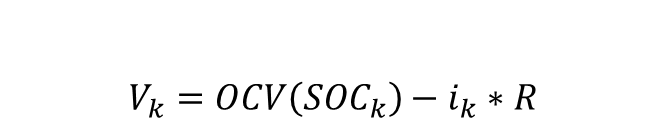 V_k = OCV(SOC_k) − i_k * R